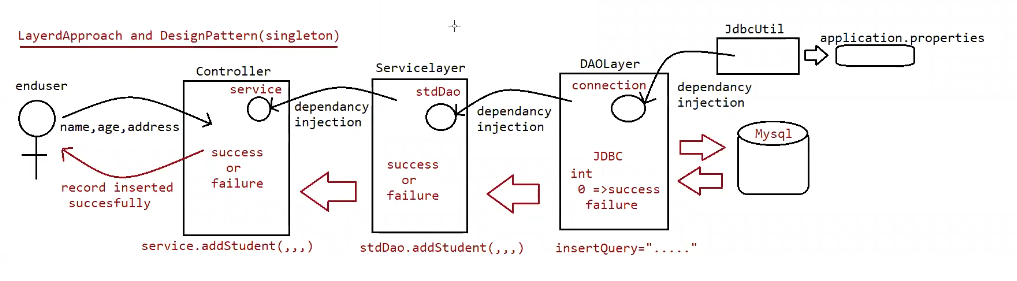 LayerdApproach and DesignPattern(singleton)
JdbcUtil
application.properties
enduser
Controller
Servicelayer
DAOLayer
service
stdDao
connection
dependancy
injection
dependancy
injection
dependancy
injection
name,age,address
success
or
failure
success
or
failure
JDBC
int
0 =>success
failure
Mysql
record inserted
succesfully
service.addStudent(,,,)
stdDao.addStudent(,,,)
insertQuery="....."